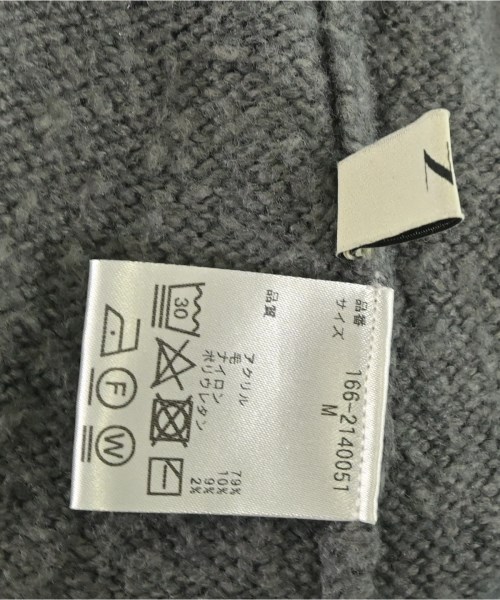 品番 166-2140051
サイズ M
品質
アクリル 79%
毛 10%
ナイロン 9%
ポリウレタン 2%
30
F
W